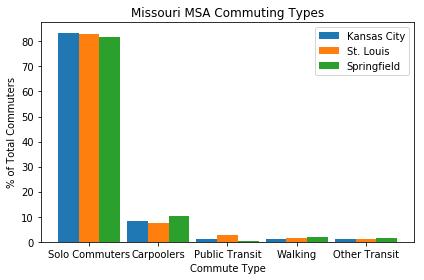 Missouri MSA Commuting Types
Kansas City
St. Louis
Springfield
% of Total Commuters
80
70
60
50
40
30
20
10
0
Solo Commuters Carpoolers Public Transit Walking Other Transit
Commute Type